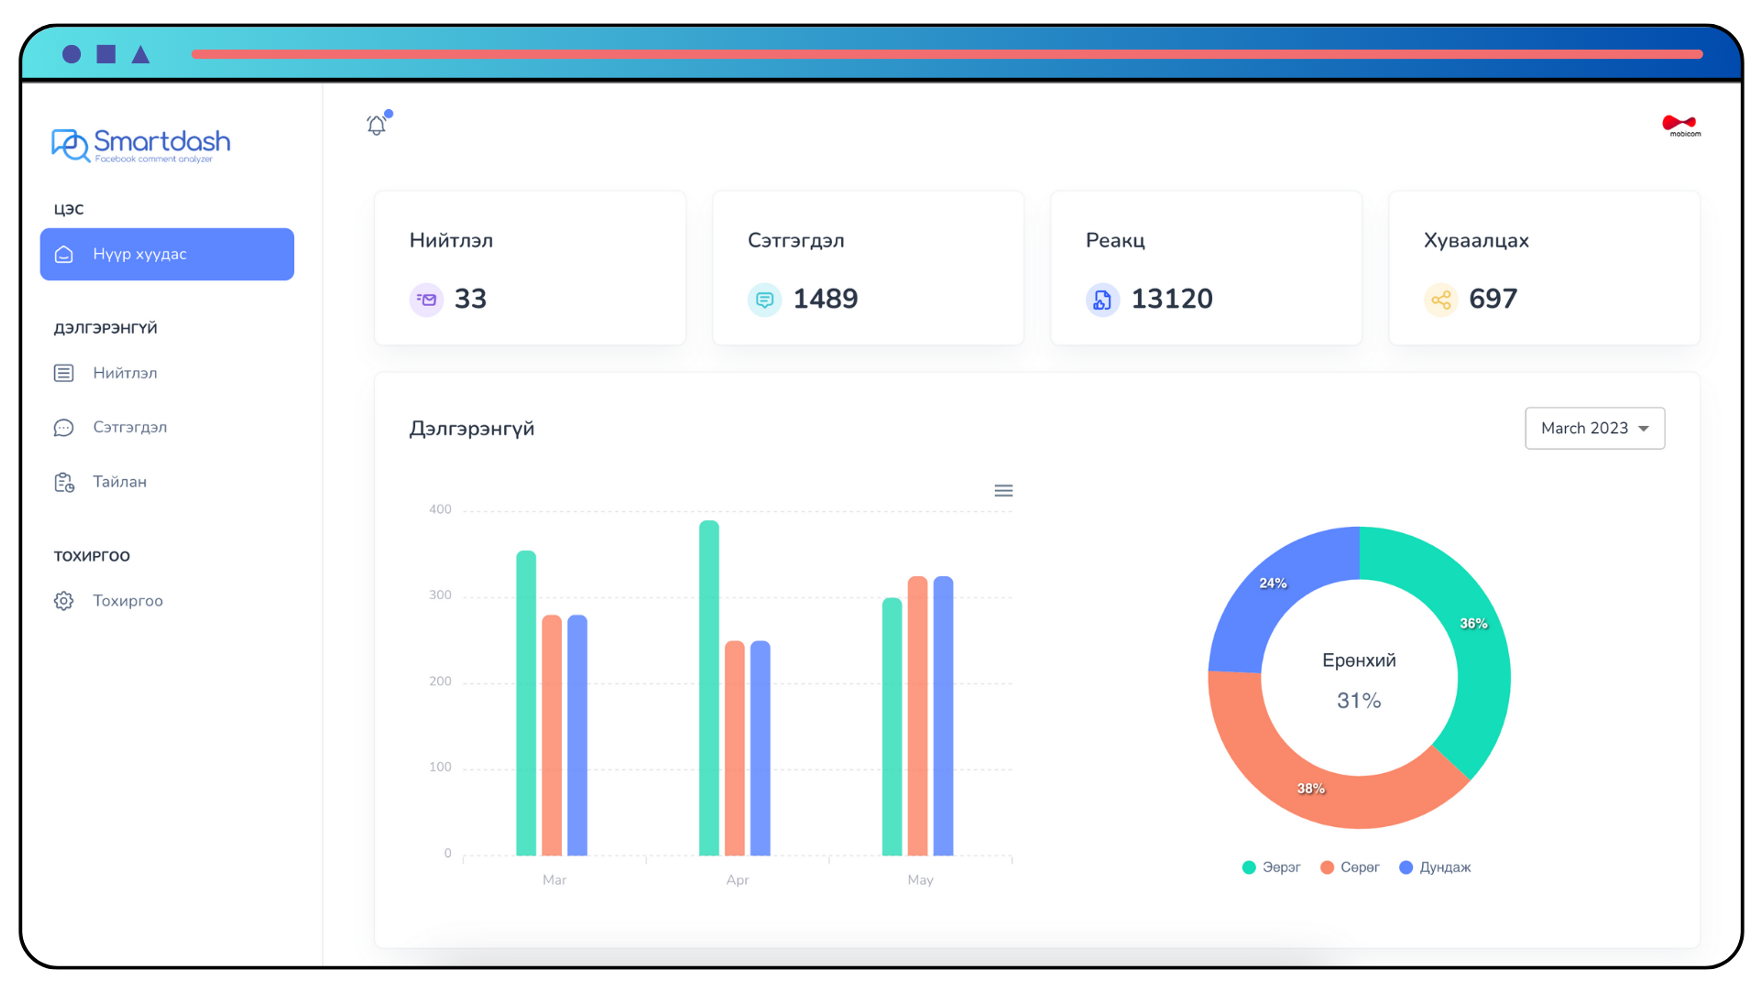 Smartdash
Facebook comment analyzer
mobicom
ЦЭС
Нүүр хуудас
ДЭЛГЭРЭНГҮЙ
Нийтлэл
Сэтгэгдэл
Тайлан
ТОХИРГОО
Тохиргоо
Нийтлэл
33
Сэтгэгдэл
1489
Реакц
13120
Хуваалцах
697
Дэлгэрэнгүй
March 2023
400
300
200
100
0
Mar Apr May
24%
36%
38%
Ерөнхий
31%
Эерэг Сөрөг Дундаж